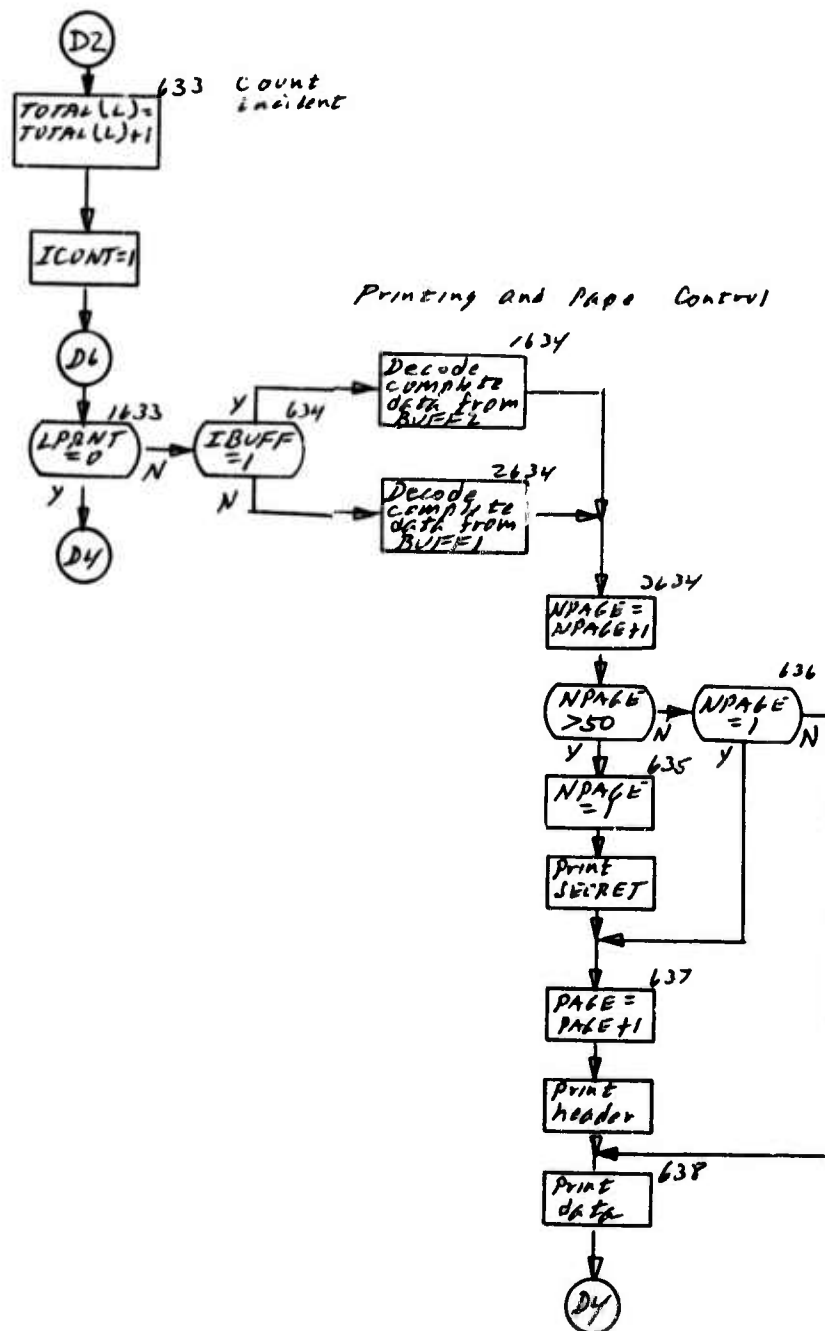 D2
633 Count
incident
TOTAL(L)=
TOTAL(L)+1
ICONT=1
Printing and Page Control
D6
1634
Decode
complete
data from
BUFF2
1633
LPRNT
=0
N
Y
Y
634
IBUFF
=1
N
2634
Decode
complete
data from
BUFF1
D4
3634
NPAGE=
NPAGE+1
636
NPAGE
>50
N
Y
NPAGE
=1
N
Y
635
NPAGE
=1
Print
SECRET
637
PAGE=
PAGE+1
Print
header
638
Print
data
D4